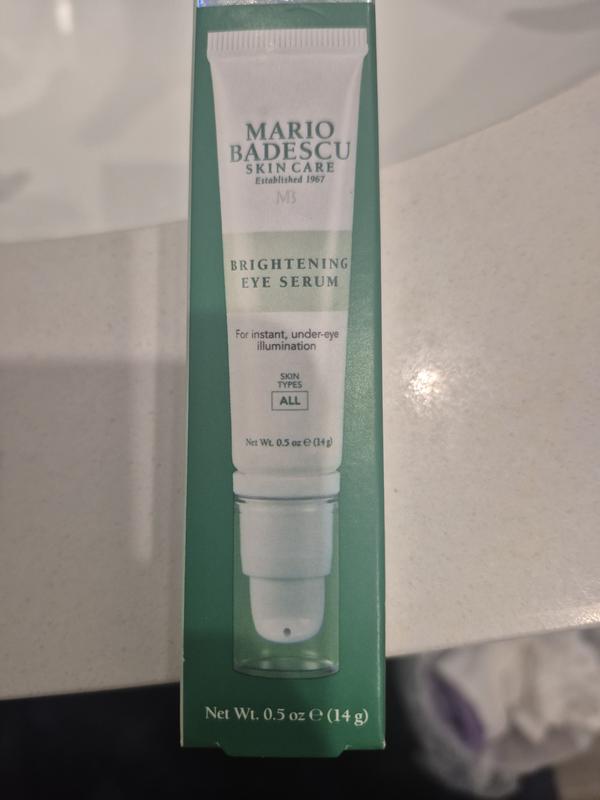 MARIO
BADESCU
SKIN CARE
Established 1967
MB
BRIGHTENING
EYE SERUM
For instant, under-eye
illumination
SKIN
TYPES
ALL
Net Wt. 0.5 oz ℮ (14 g)
Net Wt. 0.5 oz ℮ (14 g)